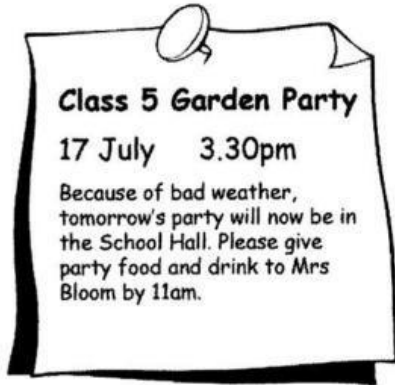 Class 5 Garden Party
17 July 3.30pm
Because of bad weather,
tomorrow's party will now be in
the School Hall. Please give
party food and drink to Mrs
Bloom by 11am.